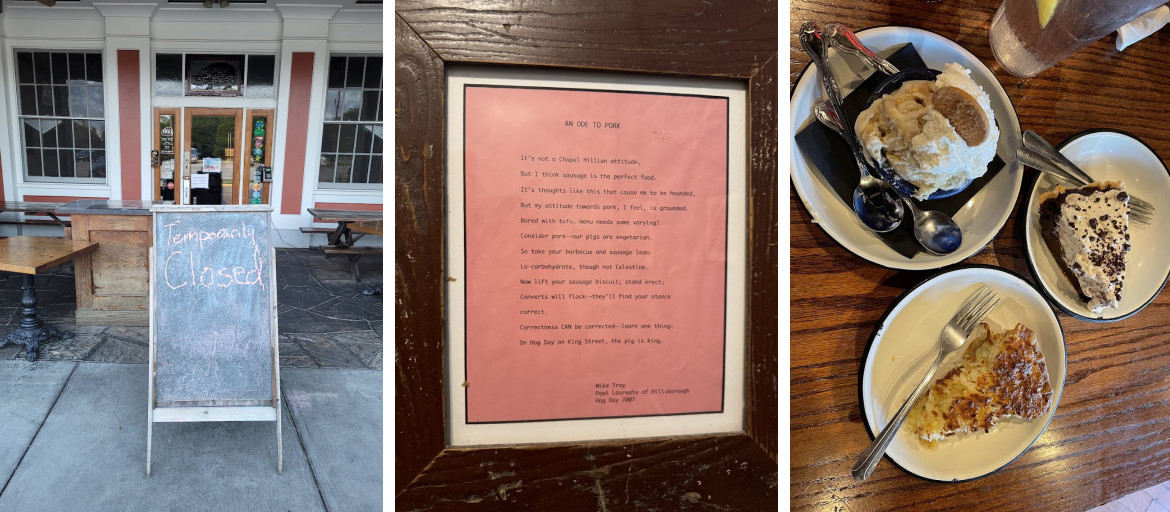 Temporarily
Closed
AN ODE TO PORK
It's not a Chapel Hillian attitude,
But I think sausage is the perfect food.
It's thoughts like this that cause me to be hounded,
But my attitude towards pork, I feel, is grounded.
Bored with tofu, menu needs some varying?
Consider pork--our pigs are vegetarian.
So take your barbecue and sausage lean:
Lo-carbohydrate, though not Celestine.
Now lift your sausage biscuit; stand erect;
Converts will flock--they'll find your stance
correct.
Correctness CAN be corrected--learn one thing:
On Hog Day on King Street, the pig is king.
Mike Troy
Poet Laureate of Hillsborough
Hog Day 2007